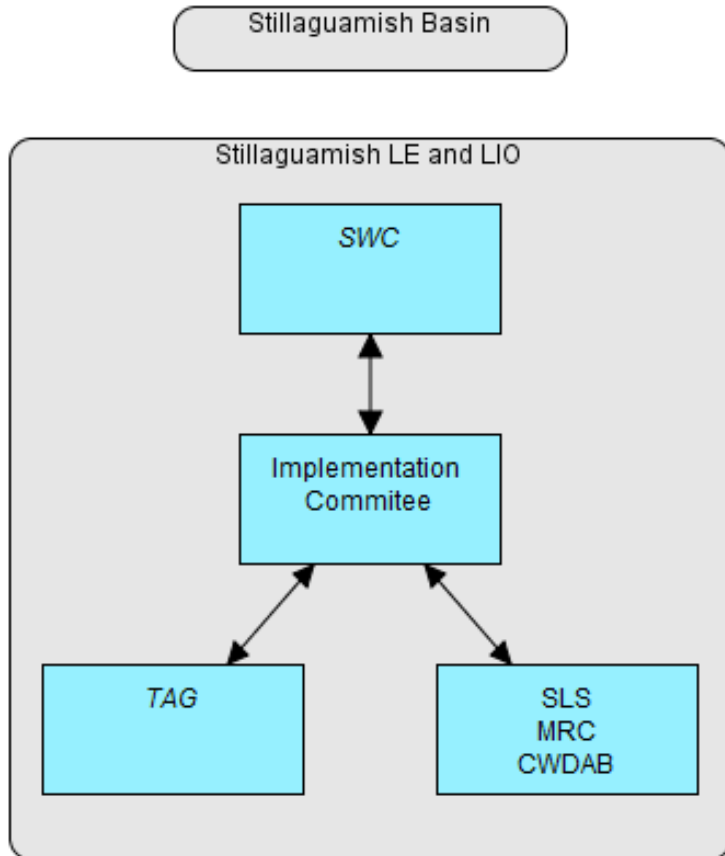 Stillaguamish Basin
Stillaguamish LE and LIO
SWC
Implementation
Commitee
TAG
SLS
MRC
CWDAB